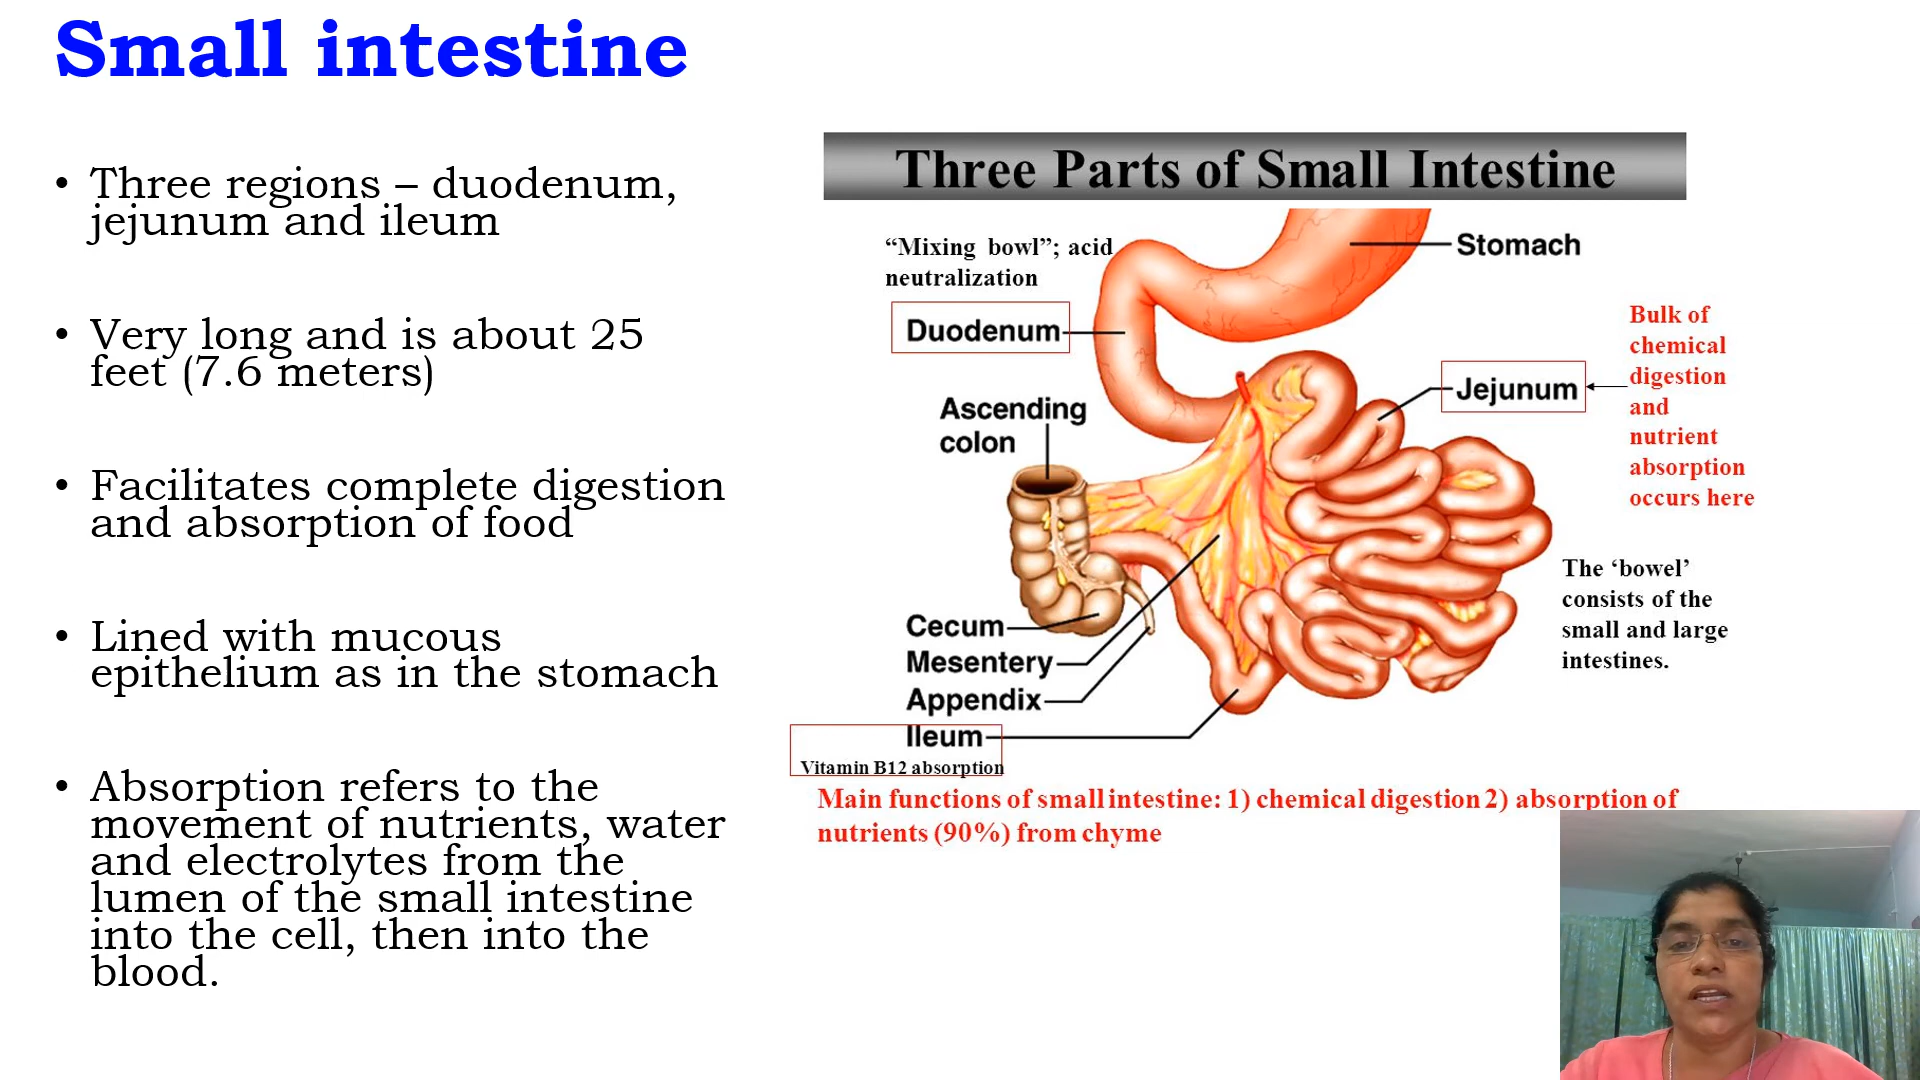 Small intestine
• Three regions – duodenum,
jejunum and ileum
• Very long and is about 25
feet (7.6 meters)
• Facilitates complete digestion
and absorption of food
• Lined with mucous
epithelium as in the stomach
• Absorption refers to the
movement of nutrients, water
and electrolytes from the
lumen of the small intestine
into the cell, then into the
blood.
Three Parts of Small Intestine
“Mixing bowl”; acid
neutralization
Stomach
Duodenum
Bulk of
chemical
digestion
and
nutrient
absorption
occurs here
Jejunum
Ascending
colon
The ‘bowel’
consists of the
small and large
intestines.
Cecum
Mesentery
Appendix
Ileum
Vitamin B12 absorption
Main functions of small intestine: 1) chemical digestion 2) absorption of
nutrients (90%) from chyme